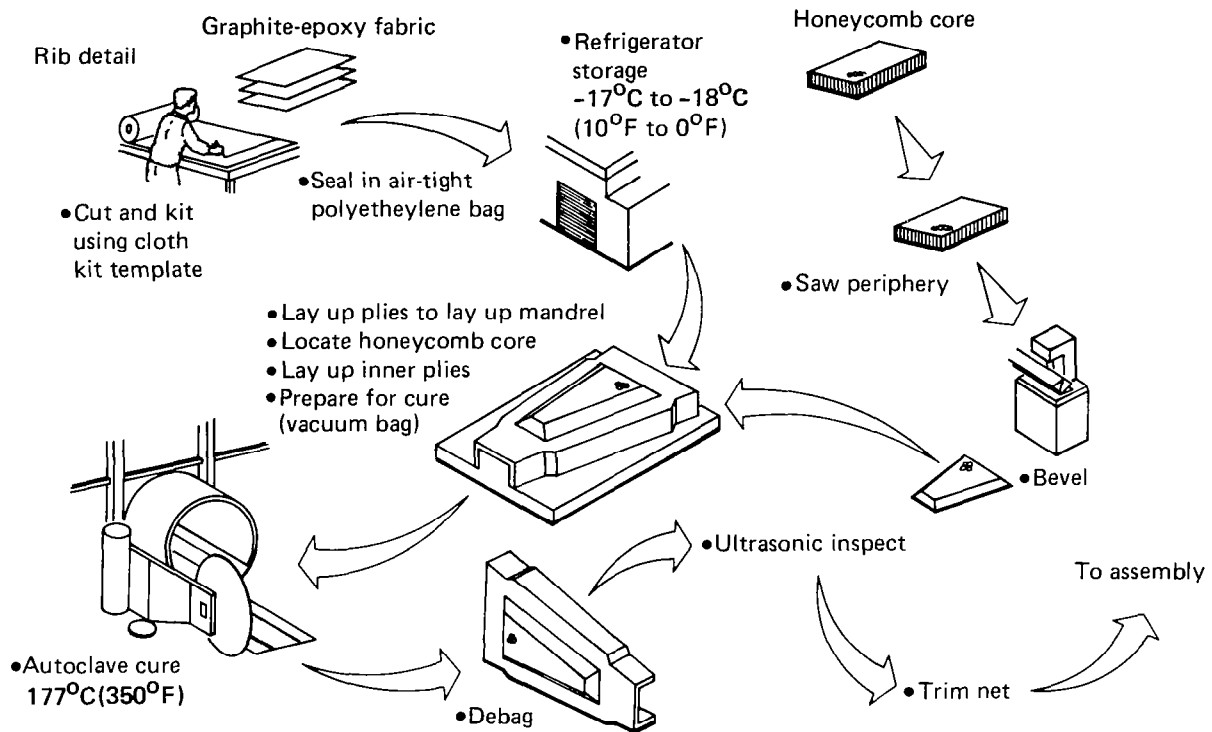 Rib detail
Graphite-epoxy fabric
•Cut and kit
using cloth
kit template
•Seal in air-tight
polyetheylene bag
•Refrigerator
storage
-17°C to -18°C
(10°F to 0°F)
Honeycomb core
•Saw periphery
•Bevel
•Lay up plies to lay up mandrel
•Locate honeycomb core
•Lay up inner plies
•Prepare for cure
(vacuum bag)
•Autoclave cure
177°C(350°F)
•Debag
•Ultrasonic inspect
•Trim net
To assembly